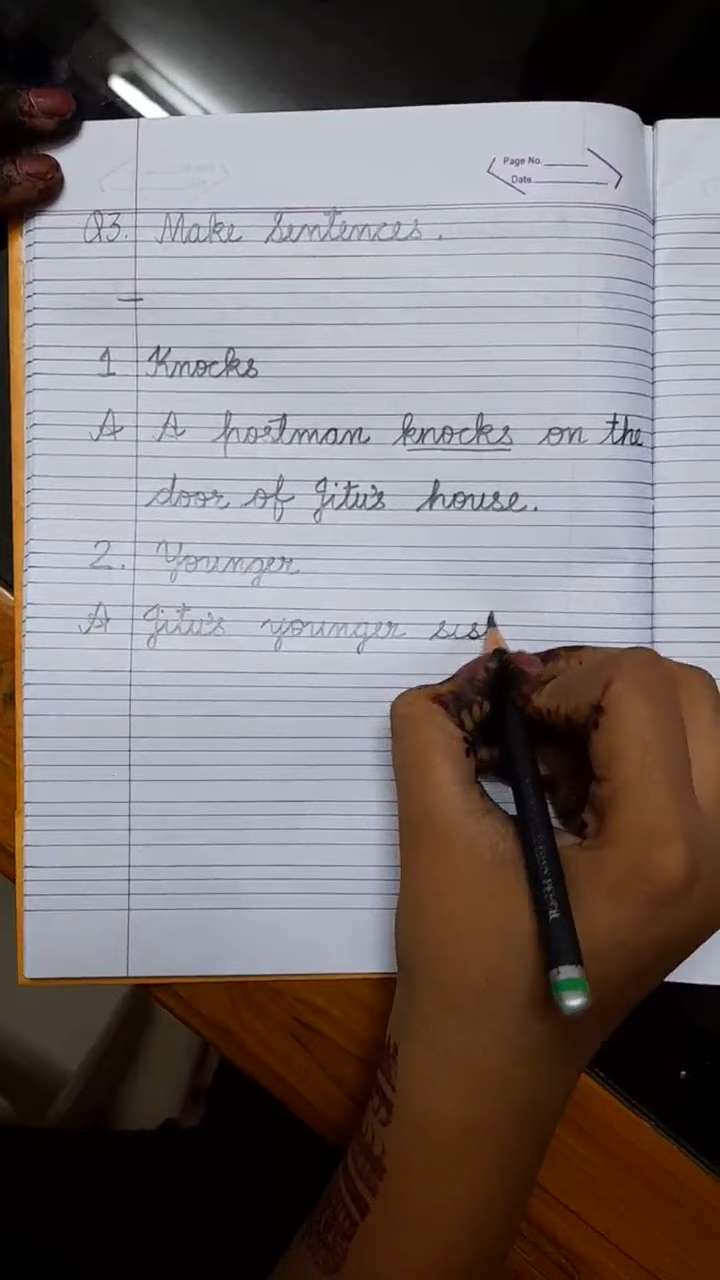 Page No.
Date
Q3. Make Sentences.
1 Knocks
A A postman knocks on the
door of Jitu's house.
2. Younger
A Jitu's younger sis